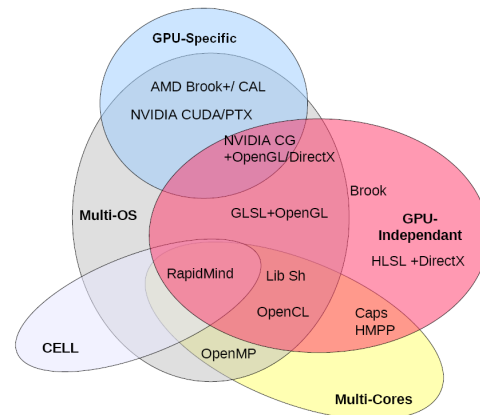 GPU-Specific
AMD Brook+/ CAL
NVIDIA CUDA/PTX
NVIDIA CG
+OpenGL/DirectX
Brook
Multi-OS
GLSL+OpenGL
GPU-
Independant
HLSL +DirectX
RapidMind
Lib Sh
OpenCL
Caps
HMPP
CELL
OpenMP
Multi-Cores